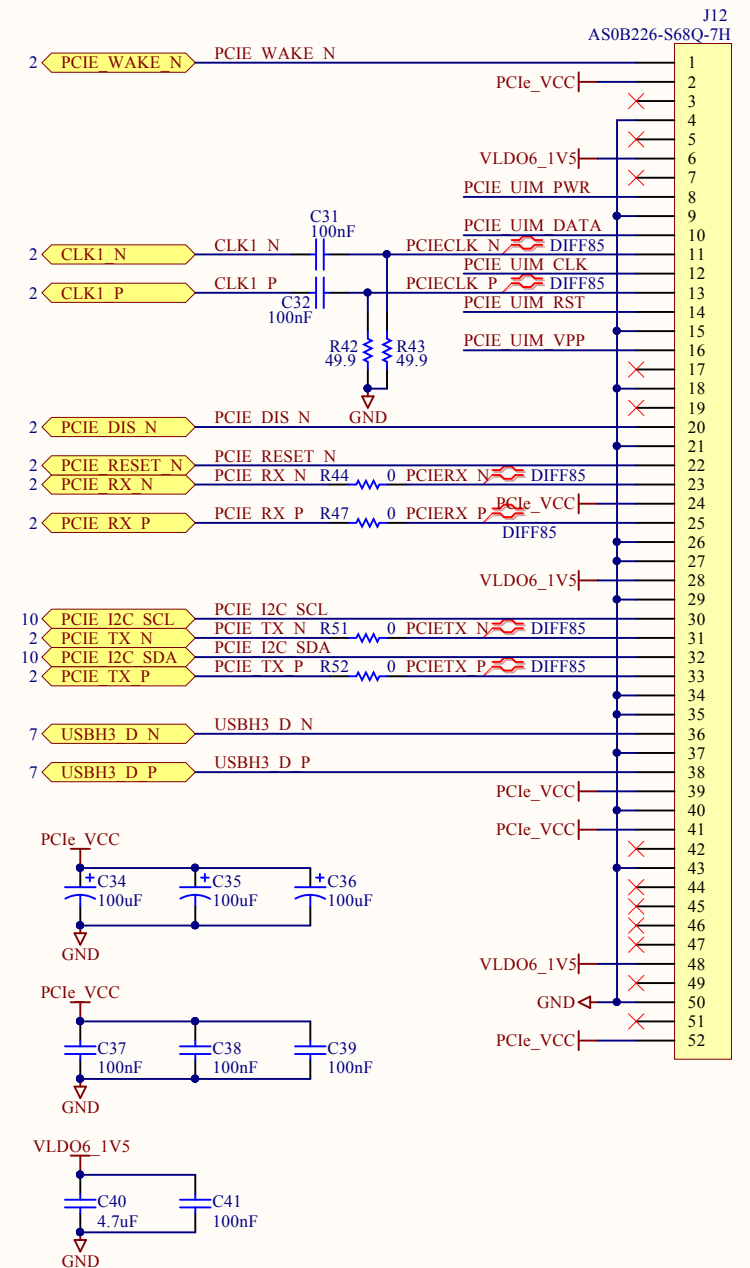 J12
AS0B226-S68Q-7H
2 PCIE_WAKE_N PCIE_WAKE_N 1
PCIe_VCC 2
3
4
5
VLDO6_1V5 6
7
PCIE_UIM_PWR 8
9
PCIE_UIM_DATA 10
C31
100nF
2 CLK1_N CLK1_N PCIECLK_N DIFF85 11
PCIE_UIM_CLK 12
2 CLK1_P CLK1_P PCIECLK_P DIFF85 13
C32
100nF
PCIE_UIM_RST 14
15
R42
49.9
R43
49.9
PCIE_UIM_VPP 16
17
18
GND
19
2 PCIE_DIS_N PCIE_DIS_N 20
21
2 PCIE_RESET_N PCIE_RESET_N 22
2 PCIE_RX_N PCIE_RX_N R44 0 PCIERX_N DIFF85 23
PCIe_VCC 24
2 PCIE_RX_P PCIE_RX_P R47 0 PCIERX_P DIFF85 25
26
27
VLDO6_1V5 28
29
10 PCIE_I2C_SCL PCIE_I2C_SCL 30
2 PCIE_TX_N PCIE_TX_N R51 0 PCIETX_N DIFF85 31
10 PCIE_I2C_SDA PCIE_I2C_SDA 32
2 PCIE_TX_P PCIE_TX_P R52 0 PCIETX_P DIFF85 33
34
35
7 USBH3_D_N USBH3_D_N 36
37
7 USBH3_D_P USBH3_D_P 38
PCIe_VCC 39
40
PCIe_VCC 41
42
43
44
45
46
47
VLDO6_1V5 48
49
GND 50
51
PCIe_VCC 52
PCIe_VCC
+ C34 + C35 + C36
100uF 100uF 100uF
GND
PCIe_VCC
C37 C38 C39
100nF 100nF 100nF
GND
VLDO6_1V5
C40 C41
4.7uF 100nF
GND